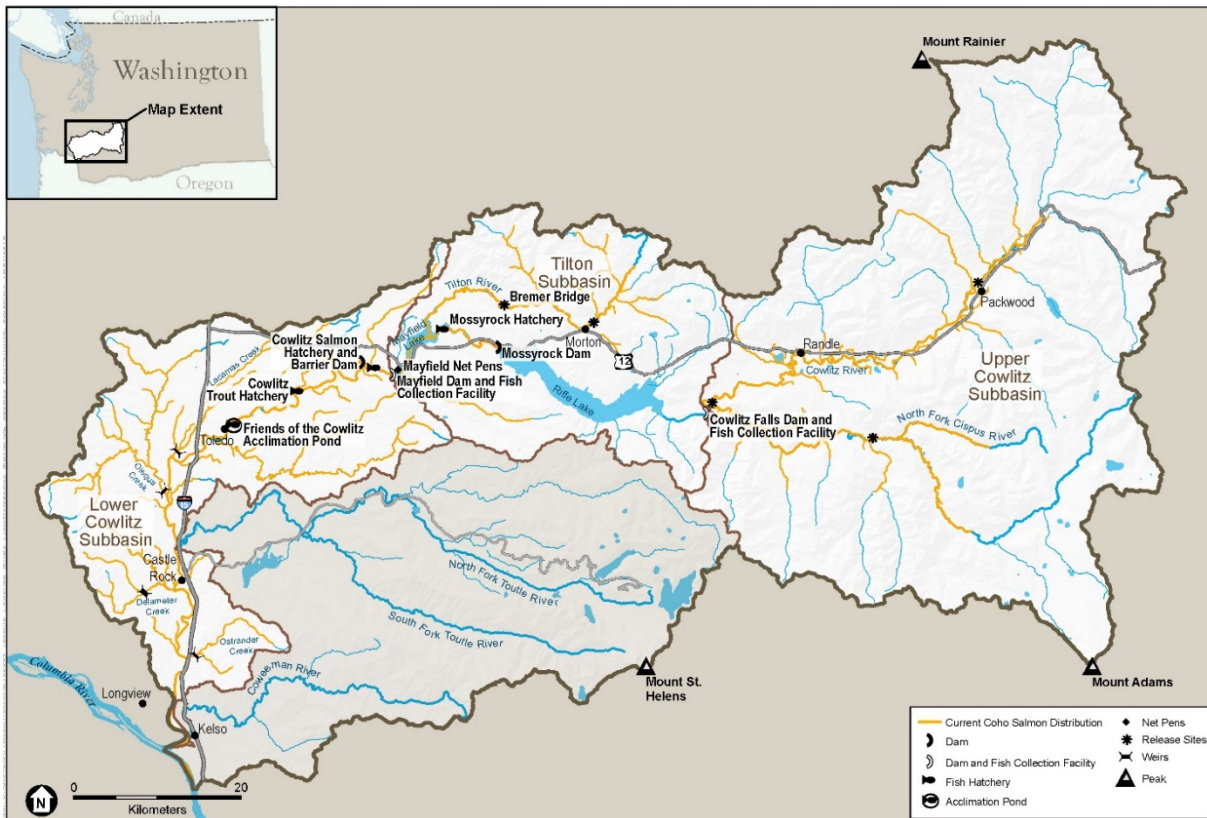 Canada
Washington
Map Extent
Oregon
Mount Rainier
Tilton
Subbasin
Tilton River
Bremer Bridge
Mossyrock Hatchery
Mayfield
Lake
Morton
Mossyrock Dam
12
Packwood
Randle
Cowlitz River
Upper
Cowlitz
Subbasin
Cowlitz Salmon
Hatchery and
Barrier Dam
Lacamas Creek
Mayfield Net Pens
Mayfield Dam and Fish
Collection Facility
Cowlitz
Trout Hatchery
Riffe Lake
Cowlitz Falls Dam and
Fish Collection Facility
North Fork Cispus River
Friends of the Cowlitz
Acclimation Pond
Toledo
Olequa
Creek
Lower
Cowlitz
Subbasin
Castle
Rock
Delameter
Creek
Ostrander
Creek
North Fork Toutle River
South Fork Toutle River
Coweeman River
Columbia River
Longview
Kelso
Mount St.
Helens
Mount Adams
N
0
20
Kilometers
Current Coho Salmon Distribution
Dam
Dam and Fish Collection Facility
Fish Hatchery
Acclimation Pond
Net Pens
Release Sites
Weirs
Peak